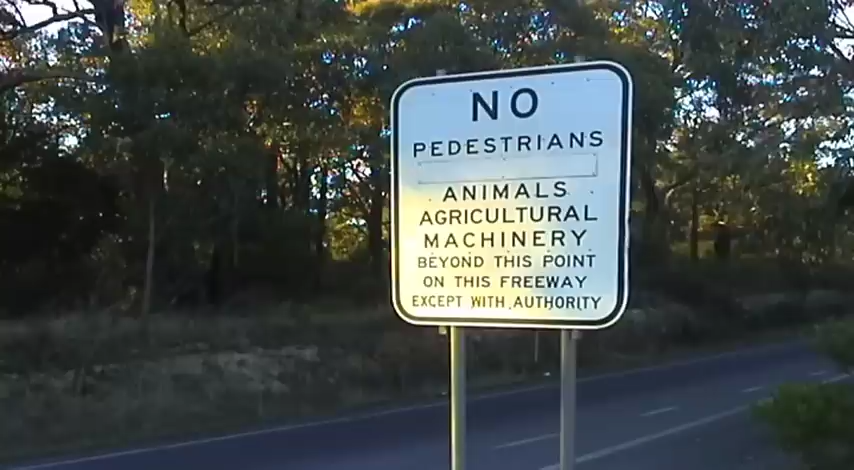 NO
PEDESTRIANS
ANIMALS
AGRICULTURAL
MACHINERY
BEYOND THIS POINT
ON THIS FREEWAY
EXCEPT WITH AUTHORITY